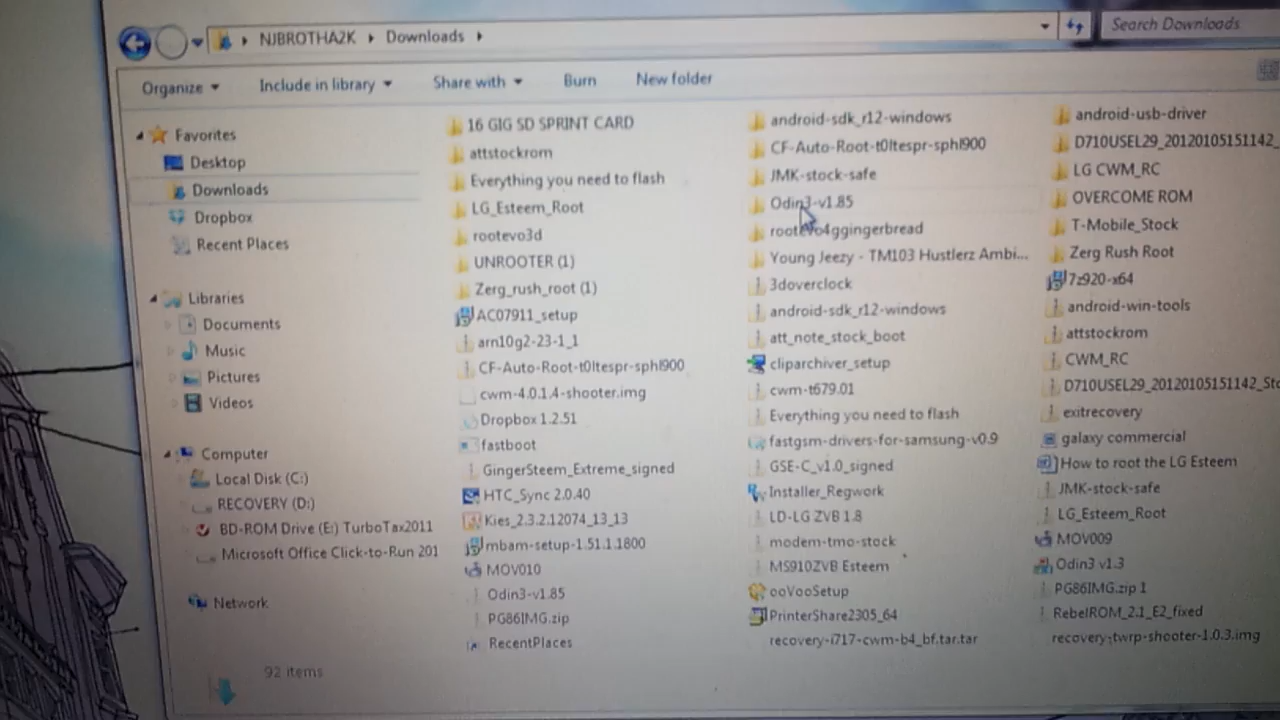 NJBROTHA2K Downloads
Search Downloads
Organize Include in library Share with Burn New folder
Favorites
Desktop
Downloads
Dropbox
Recent Places
Libraries
Documents
Music
Pictures
Videos
Computer
Local Disk (C:)
RECOVERY (D:)
BD-ROM Drive (E:) TurboTax2011
Microsoft Office Click-to-Run 201
Network
16 GIG SD SPRINT CARD
attstockrom
Everything you need to flash
LG_Esteem_Root
rootevo3d
UNROOTER (1)
Zerg_rush_root (1)
AC07911_setup
arn10g2-23-1_1
CF-Auto-Root-t0ltespr-sphl900
cwm-4.0.1.4-shooter.img
Dropbox 1.2.51
fastboot
GingerSteem_Extreme_signed
HTC_Sync 2.0.40
Kies_2.3.2.12074_13_13
mbam-setup-1.51.1.1800
MOV010
Odin3-v1.85
PG86IMG.zip
RecentPlaces
android-sdk_r12-windows
CF-Auto-Root-t0ltespr-sphl900
JMK-stock-safe
Odin3-v1.85
rootevo4ggingerbread
Young Jeezy - TM103 Hustlerz Ambi...
3doverclock
android-sdk_r12-windows
att_note_stock_boot
cliparchiver_setup
cwm-t679.01
Everything you need to flash
fastgsm-drivers-for-samsung-v0.9
GSE-C_v1.0_signed
Installer_Regwork
LD-LG ZVB 1.8
modem-tmo-stock
MS910ZVB Esteem
ooVooSetup
PrinterShare2305_64
recovery-i717-cwm-b4_bf.tar.tar
android-usb-driver
D710USEL29_20120105151142_
LG CWM_RC
OVERCOME ROM
T-Mobile_Stock
Zerg Rush Root
7z920-x64
android-win-tools
attstockrom
CWM_RC
D710USEL29_20120105151142_Sto
exitrecovery
galaxy commercial
How to root the LG Esteem
JMK-stock-safe
LG_Esteem_Root
MOV009
Odin3 v1.3
PG86IMG.zip 1
RebelROM_2.1_E2_fixed
recovery-twrp-shooter-1.0.3.img
92 items